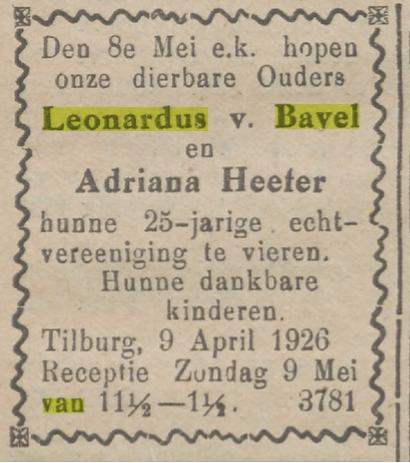 Den 8e Mei e.k. hopen
onze dierbare Ouders
Leonardus v. Bavel
en
Adriana Heefer
hunne 25-jarige echt-
vereeniging te vieren.
Hunne dankbare
kinderen.
Tilburg, 9 April 1926
Receptie Zondag 9 Mei
van 11½—1½. 3781